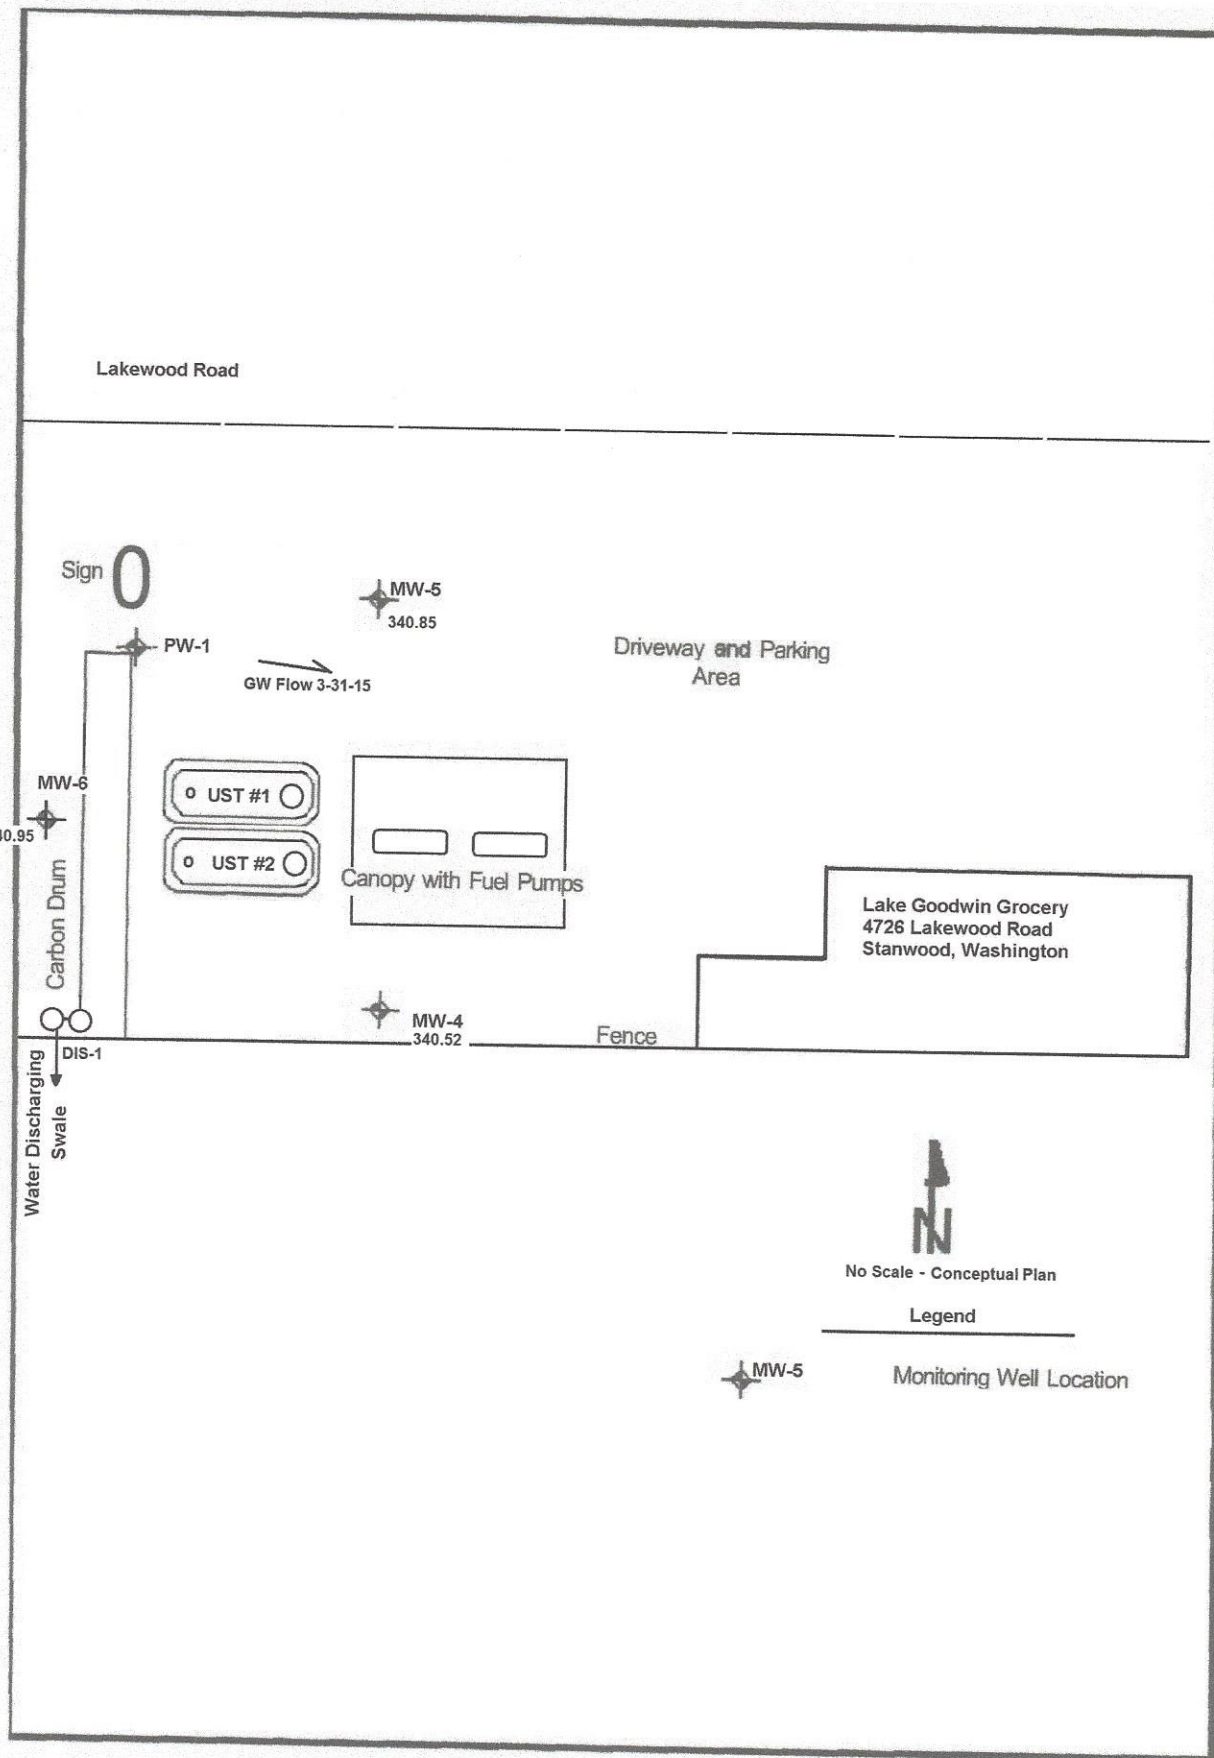 Lakewood Road
Sign
MW-5
340.85
PW-1
GW Flow 3-31-15
Driveway and Parking
Area
MW-6
40.95
UST #1
UST #2
Canopy with Fuel Pumps
Carbon Drum
Lake Goodwin Grocery
4726 Lakewood Road
Stanwood, Washington
MW-4
340.52
Fence
DIS-1
Water Discharging
Swale
N
No Scale - Conceptual Plan
Legend
MW-5
Monitoring Well Location